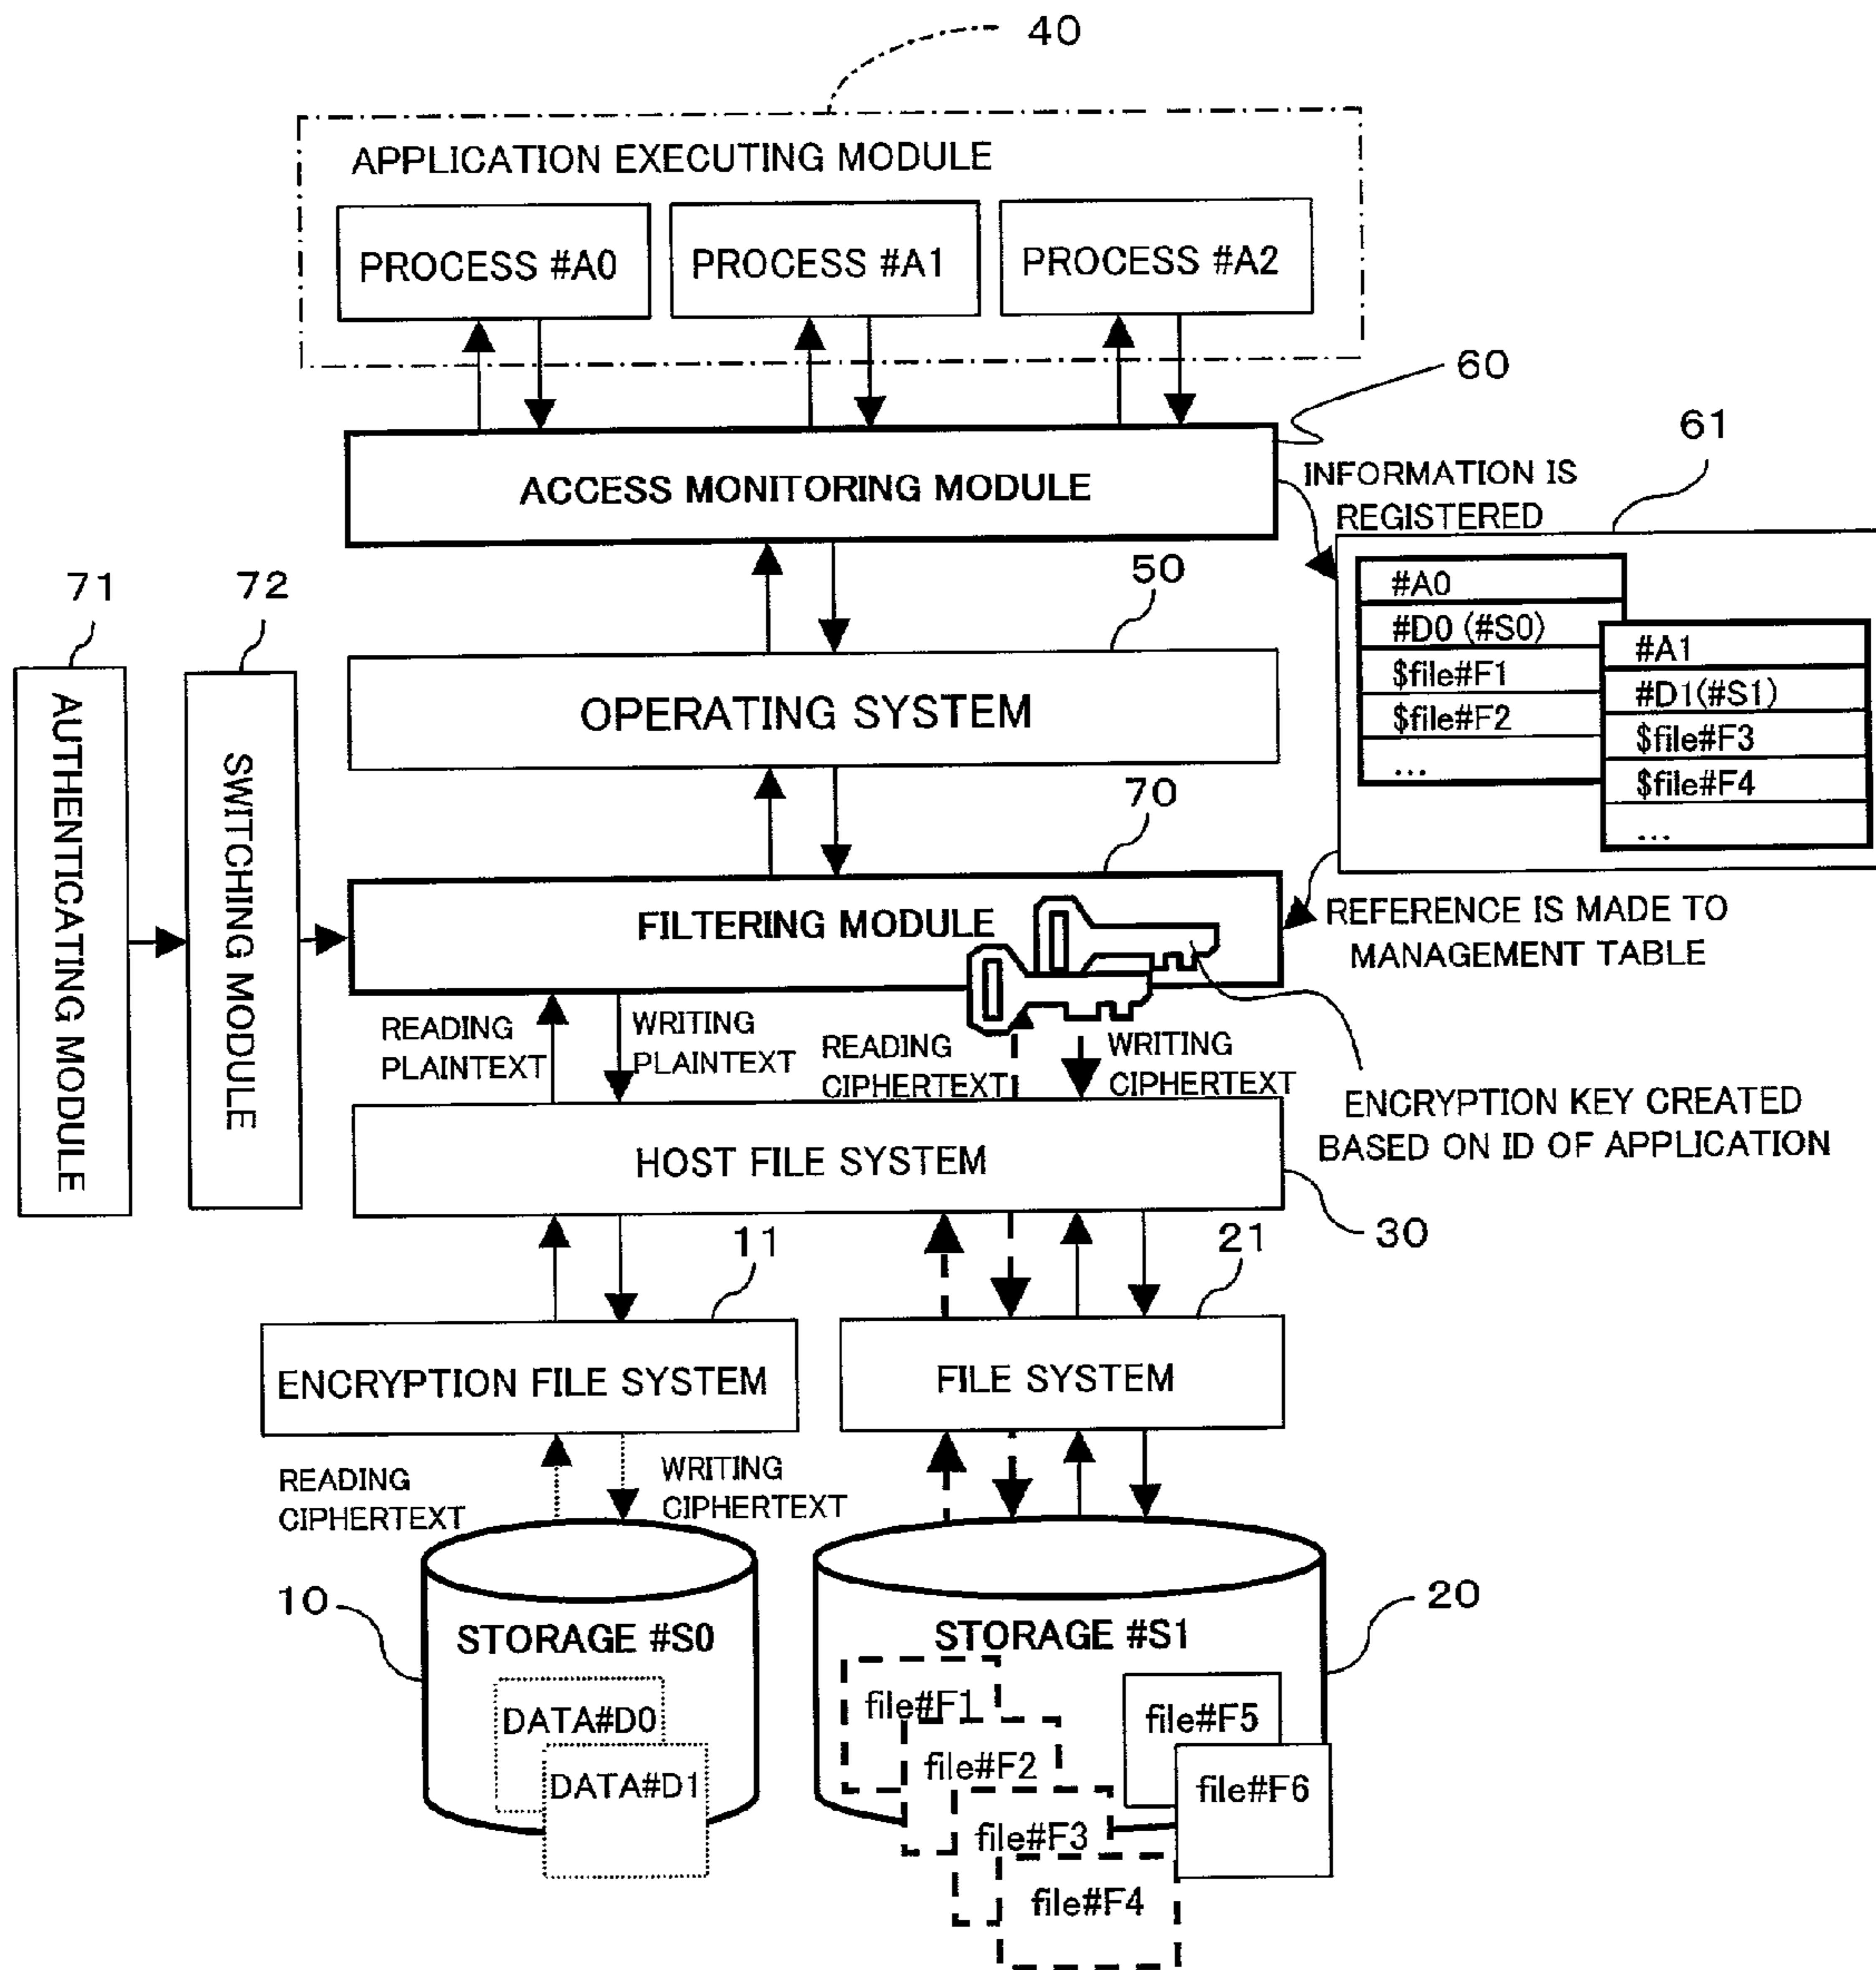 40
APPLICATION EXECUTING MODULE
PROCESS #A0
PROCESS #A1
PROCESS #A2
60
ACCESS MONITORING MODULE
INFORMATION IS
REGISTERED
61
#A0
#D0 (#S0)
$file#F1
$file#F2
...
#A1
#D1(#S1)
$file#F3
$file#F4
...
71
AUTHENTICATING MODULE
72
SWITCHING MODULE
50
OPERATING SYSTEM
70
FILTERING MODULE
REFERENCE IS MADE TO
MANAGEMENT TABLE
READING
PLAINTEXT
WRITING
PLAINTEXT
READING
CIPHERTEXT
WRITING
CIPHERTEXT
ENCRYPTION KEY CREATED
BASED ON ID OF APPLICATION
HOST FILE SYSTEM
30
11
ENCRYPTION FILE SYSTEM
21
FILE SYSTEM
READING
CIPHERTEXT
WRITING
CIPHERTEXT
10
STORAGE #S0
DATA#D0
DATA#D1
20
STORAGE #S1
file#F1
file#F2
file#F3
file#F4
file#F5
file#F6